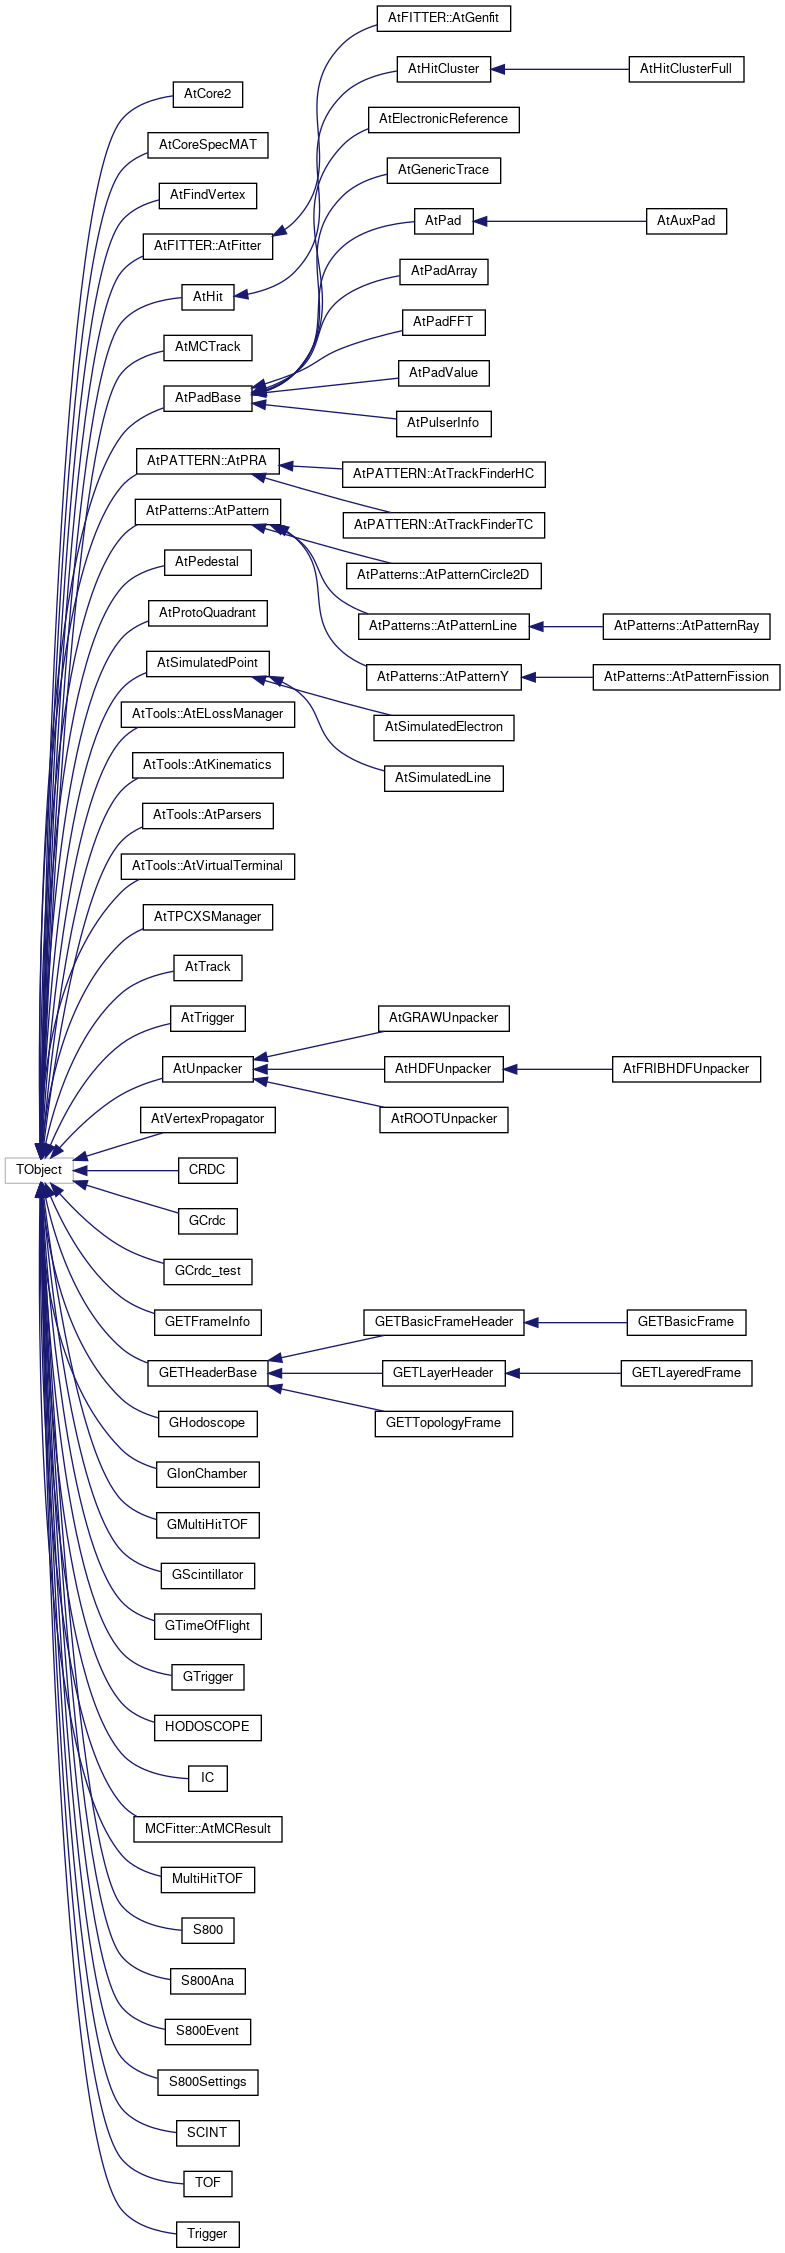 AtFITTER::AtGenfit
AtHitCluster
AtHitClusterFull
AtCore2
AtElectronicReference
AtCoreSpecMAT
AtGenericTrace
AtFindVertex
AtPad
AtAuxPad
AtFITTER::AtFitter
AtPadArray
AtHit
AtPadFFT
AtMCTrack
AtPadValue
AtPadBase
AtPulserInfo
AtPATTERN::AtPRA
AtPATTERN::AtTrackFinderHC
AtPatterns::AtPattern
AtPATTERN::AtTrackFinderTC
AtPedestal
AtPatterns::AtPatternCircle2D
AtProtoQuadrant
AtPatterns::AtPatternLine
AtPatterns::AtPatternRay
AtSimulatedPoint
AtPatterns::AtPatternY
AtPatterns::AtPatternFission
AtTools::AtELossManager
AtSimulatedElectron
AtTools::AtKinematics
AtSimulatedLine
AtTools::AtParsers
AtTools::AtVirtualTerminal
AtTPCXSManager
AtTrack
AtTrigger
AtGRAWUnpacker
AtUnpacker
AtHDFUnpacker
AtFRIBHDFUnpacker
AtVertexPropagator
AtROOTUnpacker
TObject
CRDC
GCrdc
GCrdc_test
GETFrameInfo
GETBasicFrameHeader
GETBasicFrame
GETHeaderBase
GETLayerHeader
GETLayeredFrame
GHodoscope
GETTopologyFrame
GIonChamber
GMultiHitTOF
GScintillator
GTimeOfFlight
GTrigger
HODOSCOPE
IC
MCFitter::AtMCResult
MultiHitTOF
S800
S800Ana
S800Event
S800Settings
SCINT
TOF
Trigger